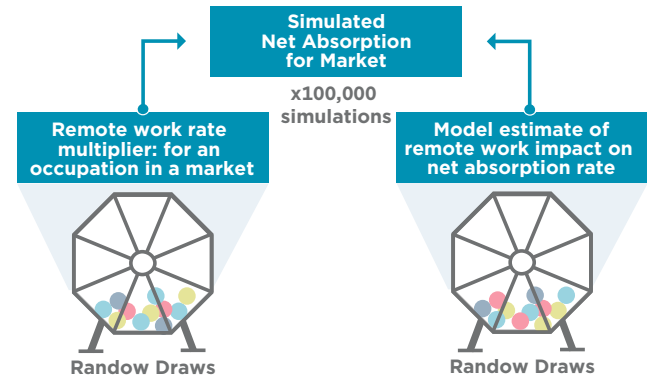 Simulated
Net Absorption
for Market
x100,000
simulations
Remote work rate
multiplier: for an
occupation in a market
Model estimate of
remote work impact on
net absorption rate
Randow Draws
Randow Draws